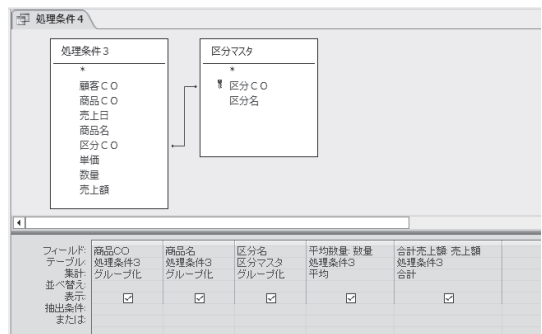 処理条件4
処理条件3
*
顧客CO
商品CO
売上日
商品名
区分CO
単価
数量
売上額
区分マスタ
*
区分CO
区分名
フィールド: 商品CO 商品名 区分名 平均数量: 数量 合計売上額: 売上額
テーブル: 処理条件3 処理条件3 区分マスタ 処理条件3 処理条件3
集計: グループ化 グループ化 グループ化 平均 合計
並べ替え:
表示:
抽出条件:
または: